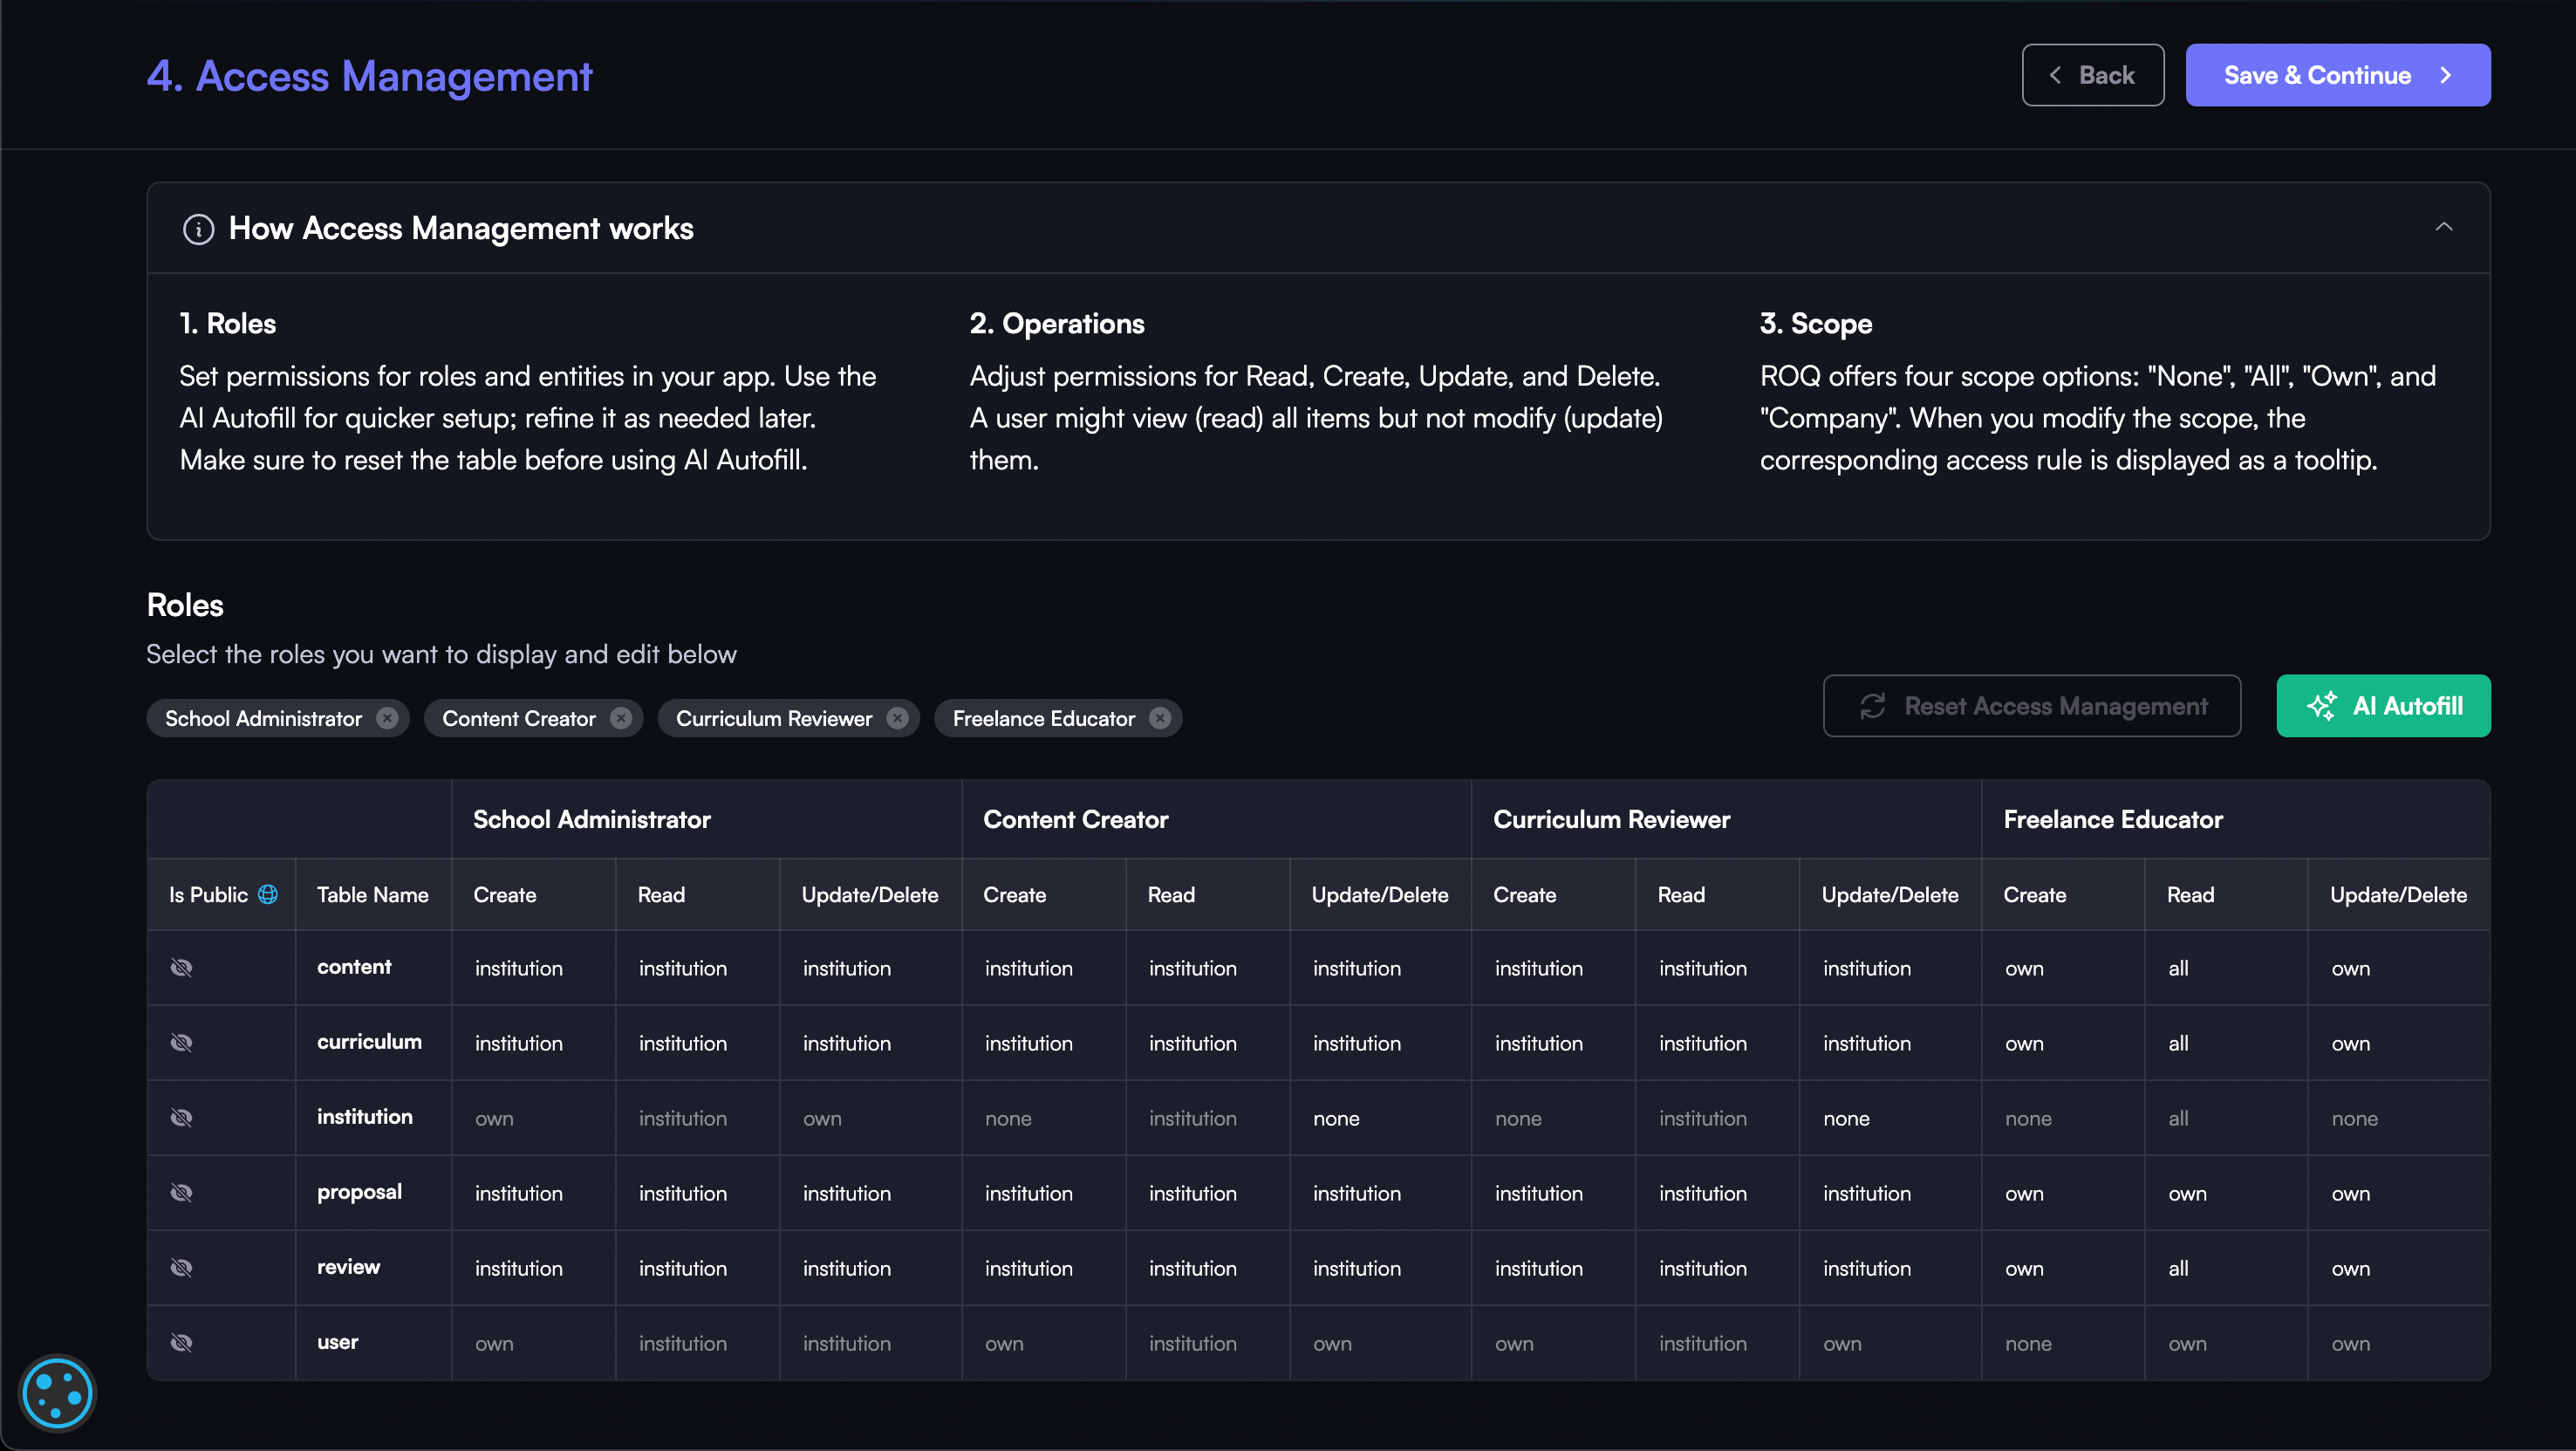 4. Access Management
Back
Save & Continue
How Access Management works
1. Roles
Set permissions for roles and entities in your app. Use the
AI Autofill for quicker setup; refine it as needed later.
Make sure to reset the table before using AI Autofill.
2. Operations
Adjust permissions for Read, Create, Update, and Delete.
A user might view (read) all items but not modify (update)
them.
3. Scope
ROQ offers four scope options: "None", "All", "Own", and
"Company". When you modify the scope, the
corresponding access rule is displayed as a tooltip.
Roles
Select the roles you want to display and edit below
School Administrator Content Creator Curriculum Reviewer Freelance Educator
Reset Access Management AI Autofill
School Administrator Content Creator Curriculum Reviewer Freelance Educator
Is Public Table Name Create Read Update/Delete Create Read Update/Delete Create Read Update/Delete Create Read Update/Delete
content institution institution institution institution institution institution institution institution institution own all own
curriculum institution institution institution institution institution institution institution institution institution own all own
institution own institution own none institution none none institution none none all none
proposal institution institution institution institution institution institution institution institution institution own own own
review institution institution institution institution institution institution institution institution institution own all own
user own institution institution own institution own own institution own none own own